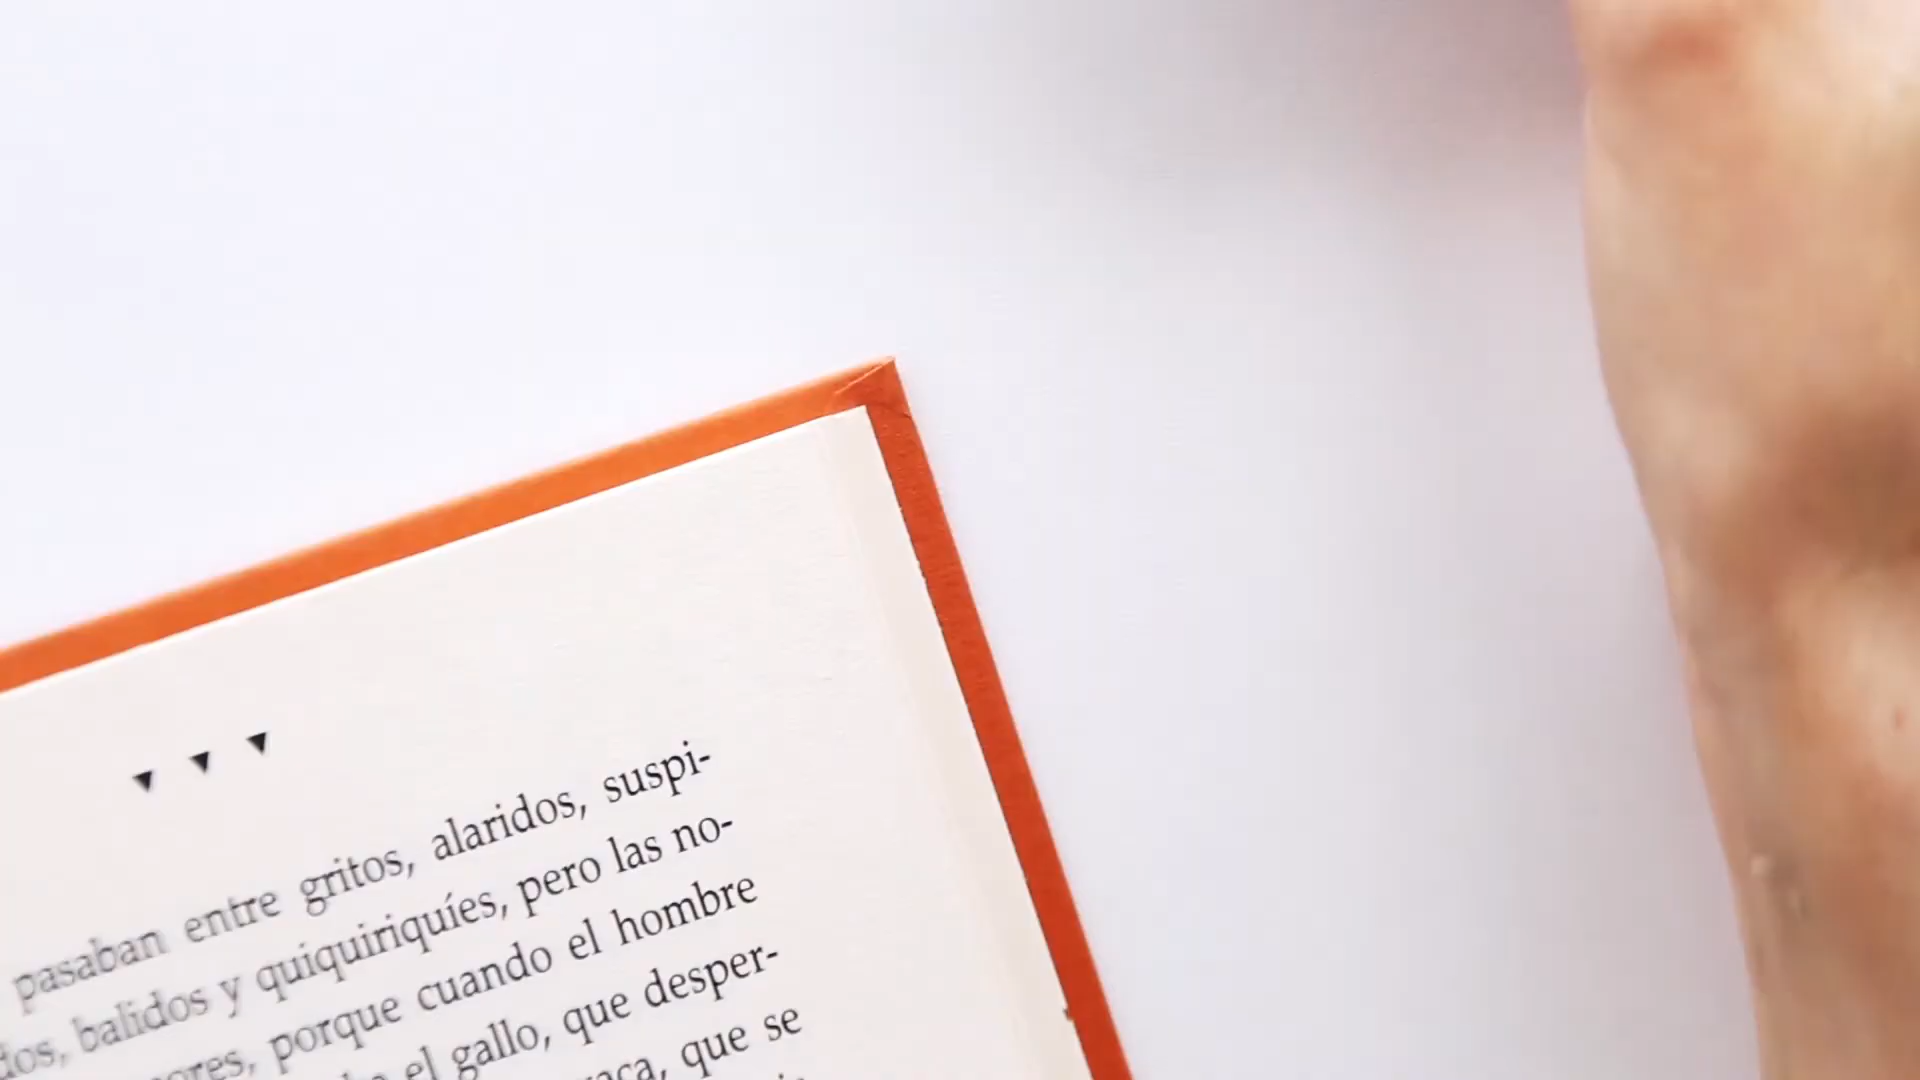 pasaban entre gritos, alaridos, suspi-
dos, balidos y quiquiriquíes, pero las no-
porque cuando el hombre
el gallo, que desper-
que se